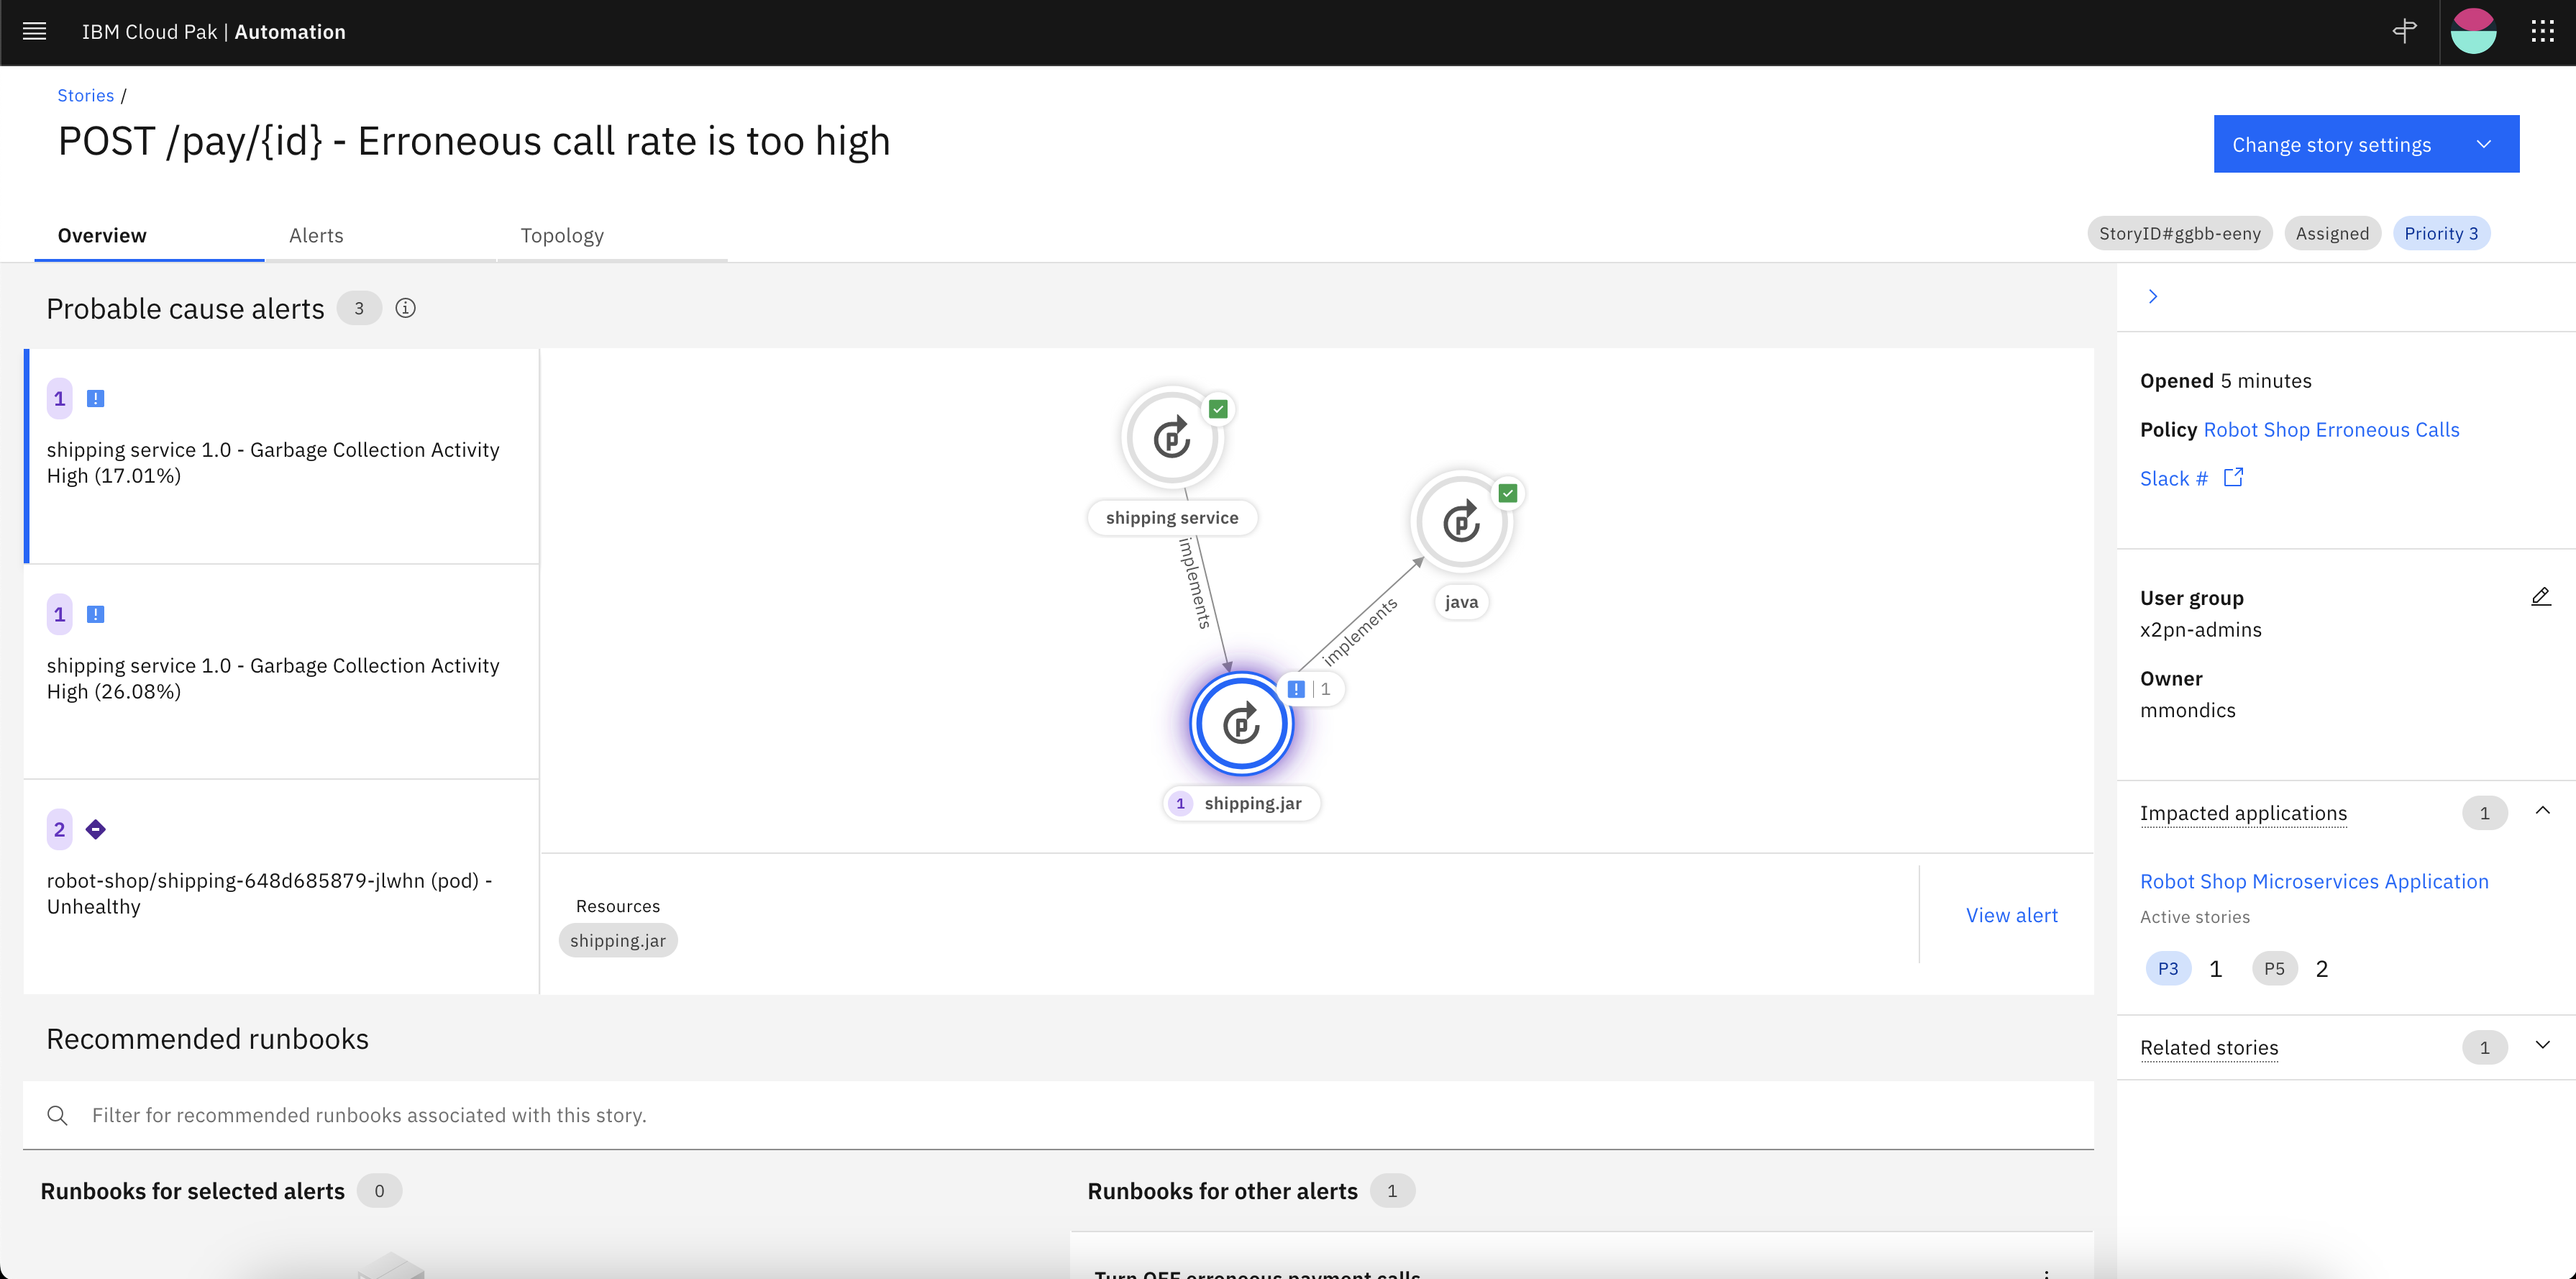 IBM Cloud Pak | Automation
Stories /
POST /pay/{id} - Erroneous call rate is too high
Change story settings
Overview
Alerts
Topology
StoryID#ggbb-eeny
Assigned
Priority 3
Probable cause alerts 3
1
shipping service 1.0 - Garbage Collection Activity
High (17.01%)
1
shipping service 1.0 - Garbage Collection Activity
High (26.08%)
2
robot-shop/shipping-648d685879-jlwhn (pod) -
Unhealthy
shipping service
implements
java
implements
1
1 shipping.jar
Resources
shipping.jar
View alert
Opened 5 minutes
Policy Robot Shop Erroneous Calls
Slack #
User group
x2pn-admins
Owner
mmondics
Impacted applications 1
Robot Shop Microservices Application
Active stories
P3 1 P5 2
Related stories 1
Recommended runbooks
Filter for recommended runbooks associated with this story.
Runbooks for selected alerts 0
Runbooks for other alerts 1
Turn OFF erroneous payment calls